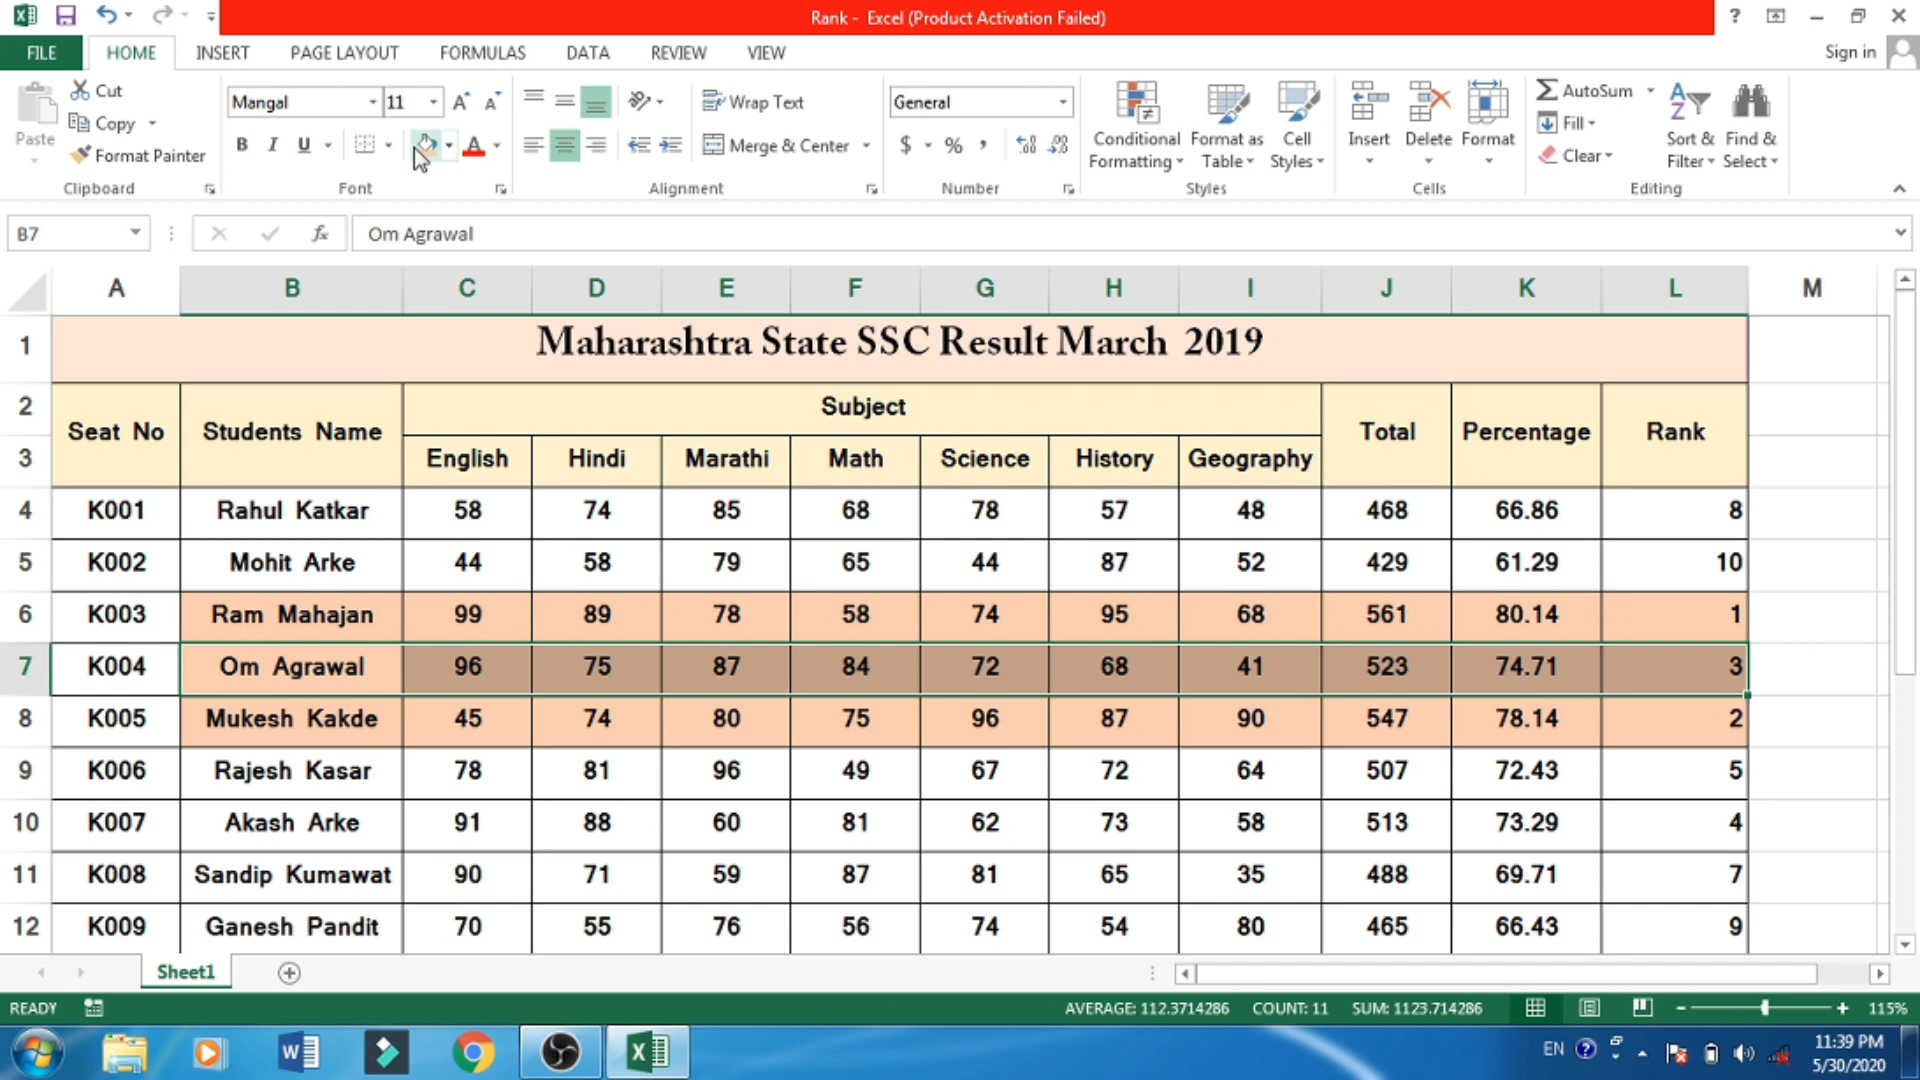 Rank - Excel (Product Activation Failed)
FILE HOME INSERT PAGE LAYOUT FORMULAS DATA REVIEW VIEW Sign in
Paste Cut Copy Format Painter Clipboard
Mangal 11 B I U A Font
Wrap Text Merge & Center Alignment
General $ % , Number
Conditional Formatting Format as Table Cell Styles Styles
Insert Delete Format Cells
AutoSum Fill Clear Sort & Filter Find & Select Editing
B7 fx Om Agrawal
A B C D E F G H I J K L M
1 Maharashtra State SSC Result March 2019
2 Seat No Students Name Subject Total Percentage Rank
3 English Hindi Marathi Math Science History Geography
4 K001 Rahul Katkar 58 74 85 68 78 57 48 468 66.86 8
5 K002 Mohit Arke 44 58 79 65 44 87 52 429 61.29 10
6 K003 Ram Mahajan 99 89 78 58 74 95 68 561 80.14 1
7 K004 Om Agrawal 96 75 87 84 72 68 41 523 74.71 3
8 K005 Mukesh Kakde 45 74 80 75 96 87 90 547 78.14 2
9 K006 Rajesh Kasar 78 81 96 49 67 72 64 507 72.43 5
10 K007 Akash Arke 91 88 60 81 62 73 58 513 73.29 4
11 K008 Sandip Kumawat 90 71 59 87 81 65 35 488 69.71 7
12 K009 Ganesh Pandit 70 55 76 56 74 54 80 465 66.43 9
Sheet1
READY AVERAGE: 112.3714286 COUNT: 11 SUM: 1123.714286 115%
EN 11:39 PM
5/30/2020